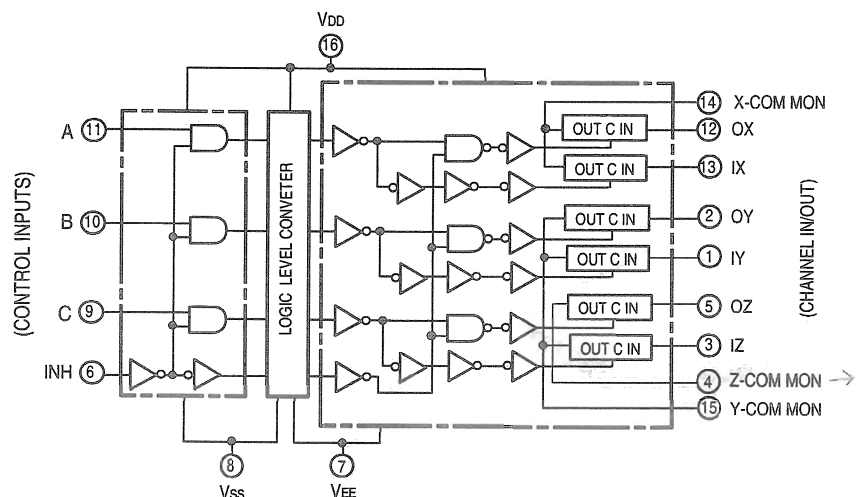 VDD
16
14 X-COM MON
A 11
OUT C IN
12 OX
OUT C IN
13 IX
(CONTROL INPUTS)
B 10
LOGIC LEVEL CONVETER
OUT C IN
2 OY
OUT C IN
1 IY
(CHANNEL IN/OUT)
C 9
OUT C IN
5 OZ
OUT C IN
3 IZ
INH 6
4 Z-COM MON
15 Y-COM MON
8
VSS
7
VEE